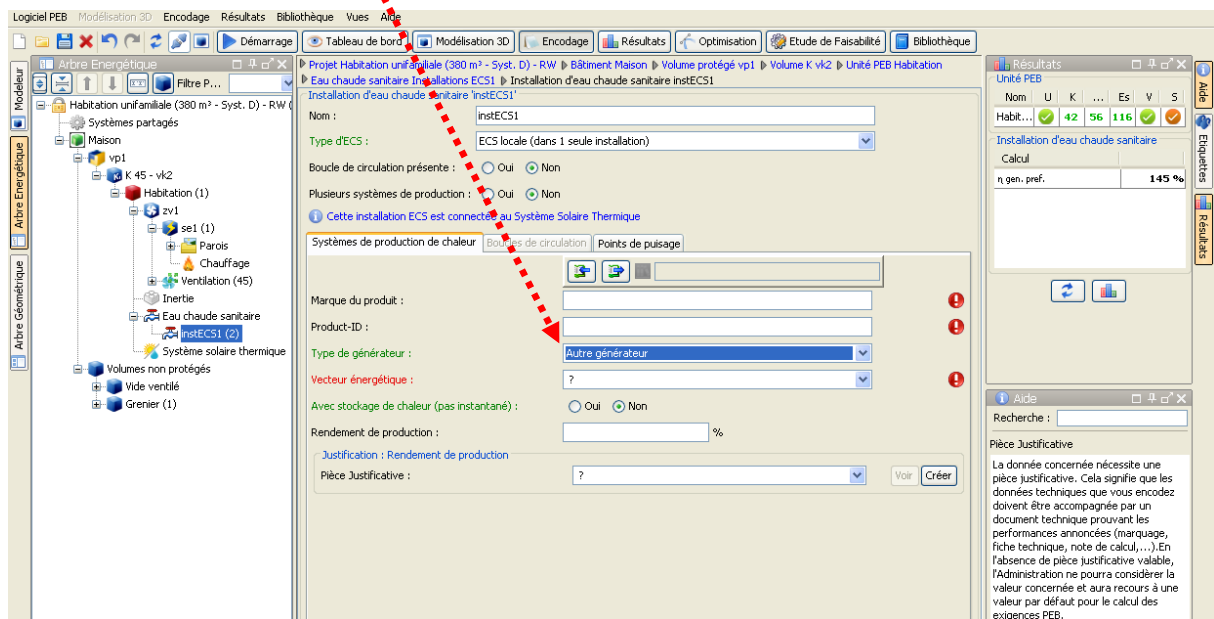 Logiciel PEB Modélisation 3D Encodage Résultats Bibliothèque Vues Aide
Démarrage Tableau de bord Modélisation 3D Encodage Résultats Optimisation Etude de Faisabilité Bibliothèque
Modeleur
Arbre Energétique
Arbre Géométrique
Arbre Energétique
Filtre P...
Habitation unifamiliale (380 m³ - Syst. D) - RW (
Systèmes partagés
Maison
vp1
K 45 - vk2
Habitation (1)
zv1
se1 (1)
Parois
Chauffage
Ventilation (45)
Inertie
Eau chaude sanitaire
instECS1 (2)
Système solaire thermique
Volumes non protégés
Vide ventilé
Grenier (1)
Projet Habitation unifamiliale (380 m³ - Syst. D) - RW Bâtiment Maison Volume protégé vp1 Volume K vk2 Unité PEB Habitation
Eau chaude sanitaire Installations ECS1 Installation d'eau chaude sanitaire instECS1
Installation d'eau chaude sanitaire 'instECS1'
Nom : instECS1
Type d'ECS : ECS locale (dans 1 seule installation)
Boucle de circulation présente : Oui Non
Plusieurs systèmes de production : Oui Non
Cette installation ECS est connectée au Système Solaire Thermique
Systèmes de production de chaleur Boucles de circulation Points de puisage
Marque du produit :
Product-ID :
Type de générateur : Autre générateur
Vecteur énergétique : ?
Avec stockage de chaleur (pas instantané) : Oui Non
Rendement de production : %
Justification : Rendement de production
Pièce Justificative : ? Voir Créer
Résultats
Unité PEB
Nom U K ... Es V S
Habit... 42 56 116
Installation d'eau chaude sanitaire
Calcul
η gen. pref. 145 %
Aide
Recherche :
Pièce Justificative
La donnée concernée nécessite une
pièce justificative. Cela signifie que les
données techniques que vous encodez
doivent être accompagnée par un
document technique prouvant les
performances annoncées (marquage,
fiche technique, note de calcul,...).En
l'absence de pièce justificative valable,
l'Administration ne pourra considèrer la
valeur concernée et aura recours à une
valeur par défaut pour le calcul des
exigences PEB.
Aide
Etiquettes
Résultats